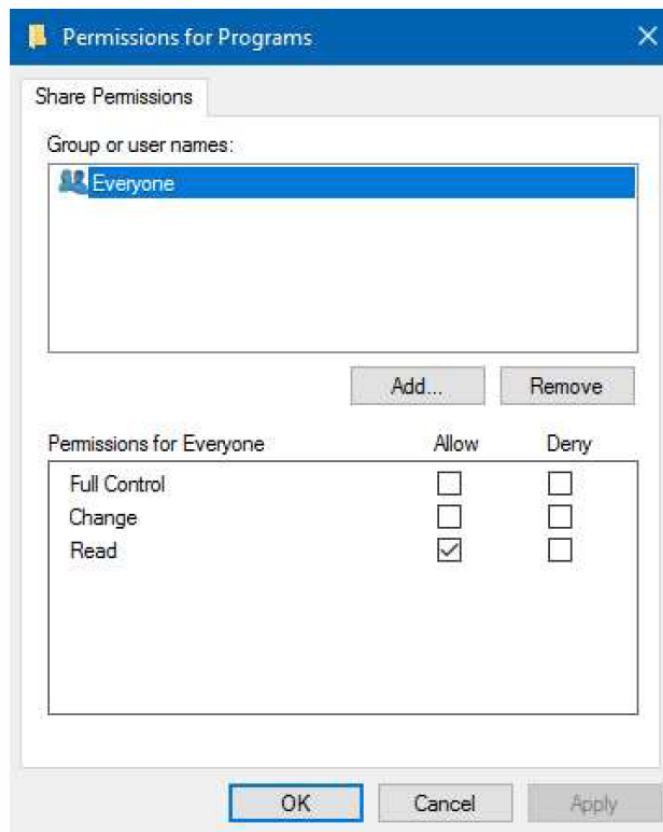 Permissions for Programs
Share Permissions
Group or user names:
Everyone
Add... Remove
Permissions for Everyone Allow Deny
Full Control
Change
Read
OK Cancel Apply